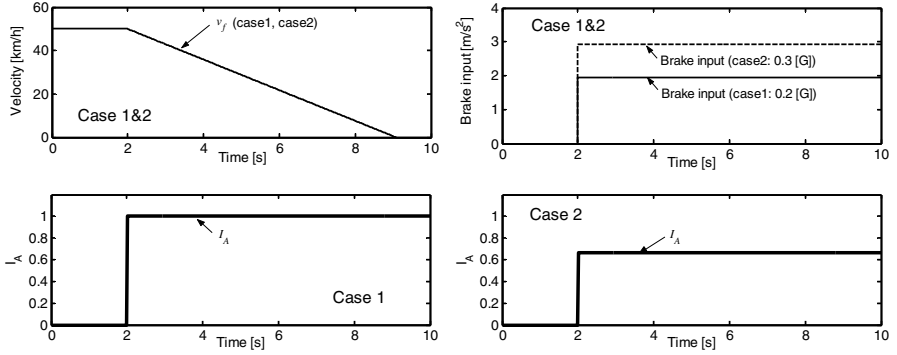 60
40
20
0
Velocity [km/h]
v_f (case1, case2)
Case 1&2
0 2 4 6 8 10
Time [s]
4
3
2
1
0
Brake input [m/s²]
Case 1&2
Brake input (case2: 0.3 [G])
Brake input (case1: 0.2 [G])
0 2 4 6 8 10
Time [s]
1
0.8
0.6
0.4
0.2
0
I_A
I_A
Case 1
0 2 4 6 8 10
Time [s]
1
0.8
0.6
0.4
0.2
0
I_A
Case 2
I_A
0 2 4 6 8 10
Time [s]